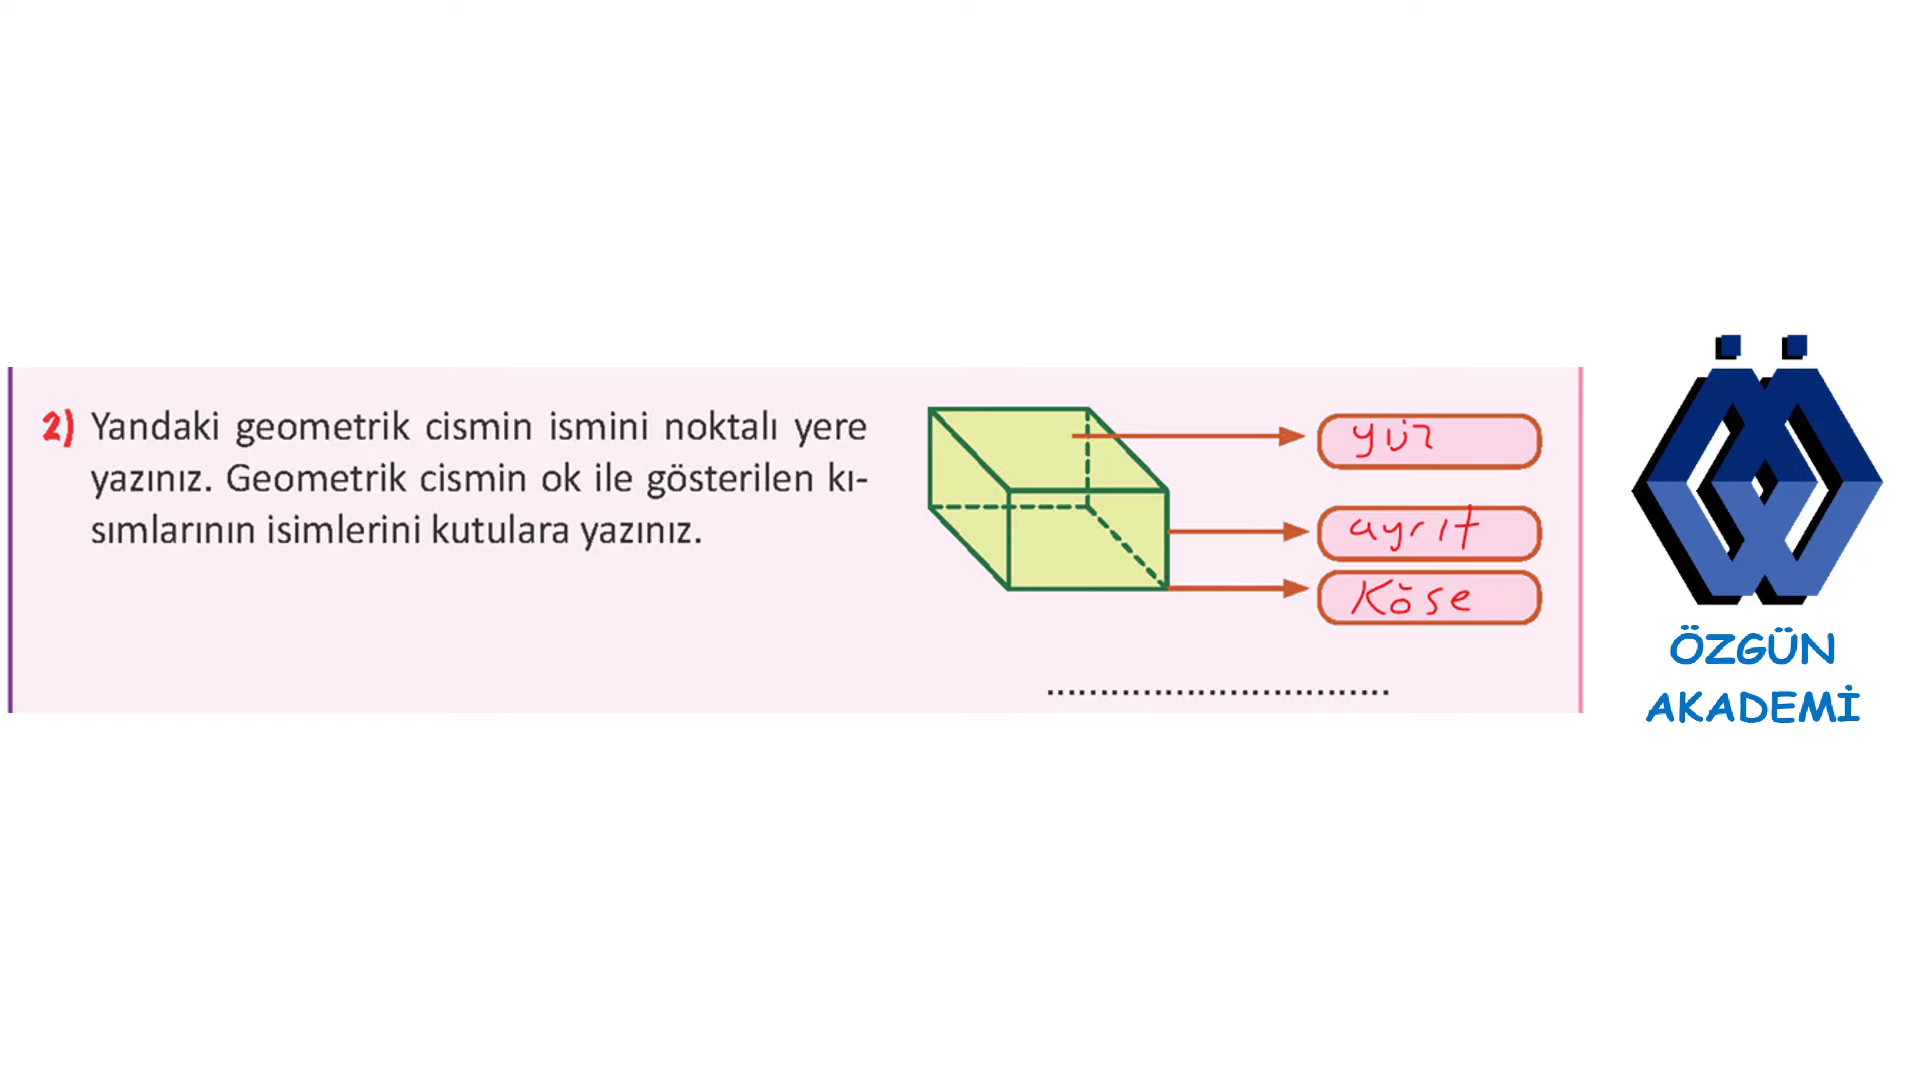 2) Yandaki geometrik cismin ismini noktalı yere
yazınız. Geometrik cismin ok ile gösterilen kı-
sımlarının isimlerini kutulara yazınız.
yüz
ayrıt
Köse
................................
ÖZGÜN
AKADEMİ